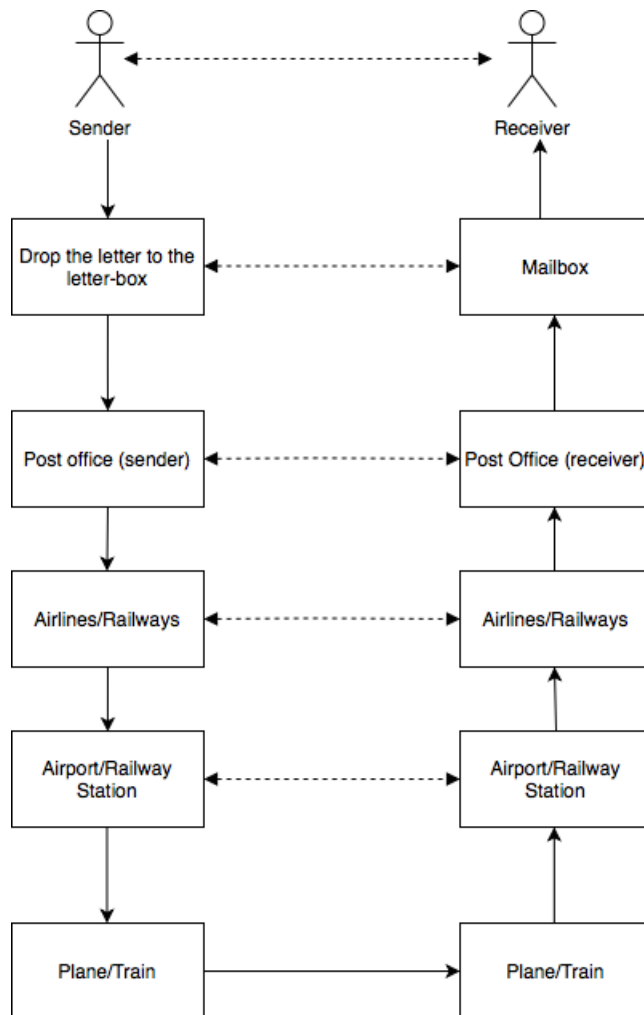 Sender
Receiver
Drop the letter to the
letter-box
Mailbox
Post office (sender)
Post Office (receiver)
Airlines/Railways
Airlines/Railways
Airport/Railway
Station
Airport/Railway
Station
Plane/Train
Plane/Train